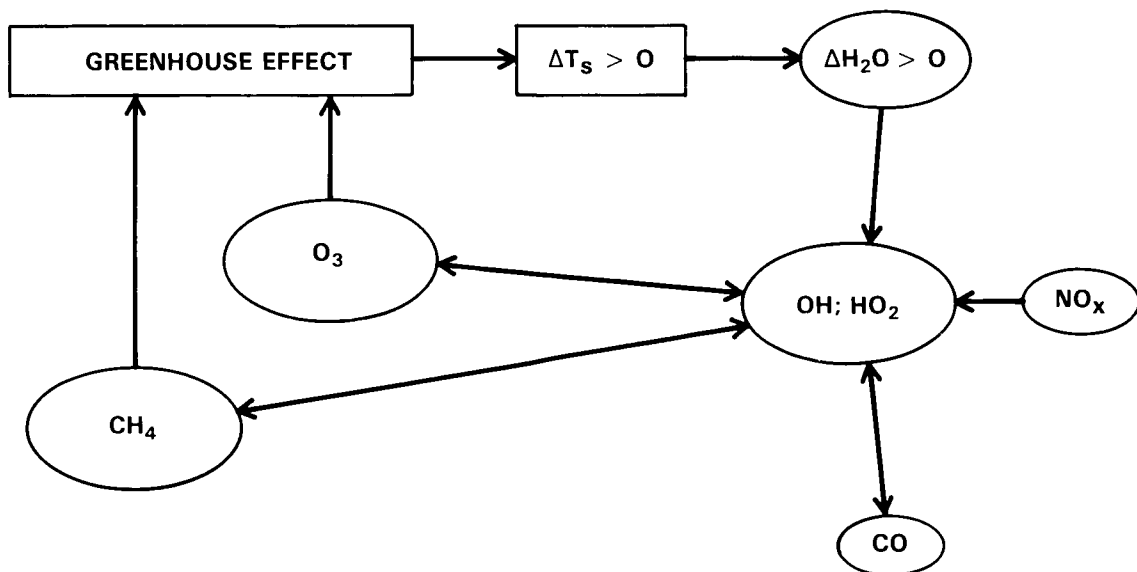 GREENHOUSE EFFECT
ΔTₛ > O
ΔH₂O > O
O₃
OH; HO₂
NOₓ
CH₄
CO